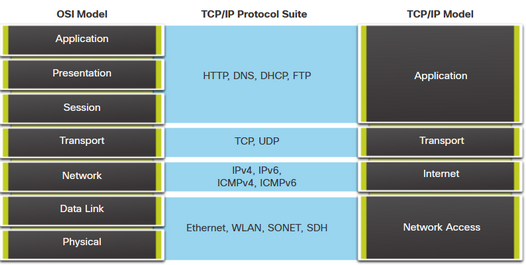 OSI Model
TCP/IP Protocol Suite
TCP/IP Model
Application
Presentation
Session
HTTP, DNS, DHCP, FTP
Application
Transport
TCP, UDP
Transport
Network
IPv4, IPv6,
ICMPv4, ICMPv6
Internet
Data Link
Physical
Ethernet, WLAN, SONET, SDH
Network Access